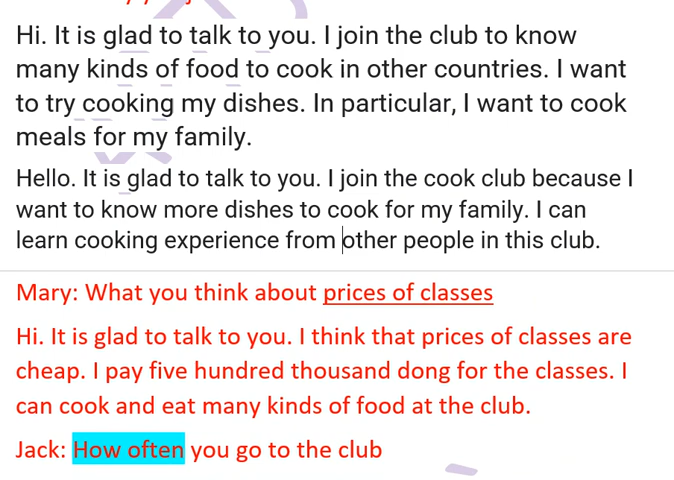 Hi. It is glad to talk to you. I join the club to know
many kinds of food to cook in other countries. I want
to try cooking my dishes. In particular, I want to cook
meals for my family.
Hello. It is glad to talk to you. I join the cook club because I
want to know more dishes to cook for my family. I can
learn cooking experience from other people in this club.
Mary: What you think about prices of classes
Hi. It is glad to talk to you. I think that prices of classes are
cheap. I pay five hundred thousand dong for the classes. I
can cook and eat many kinds of food at the club.
Jack: How often you go to the club